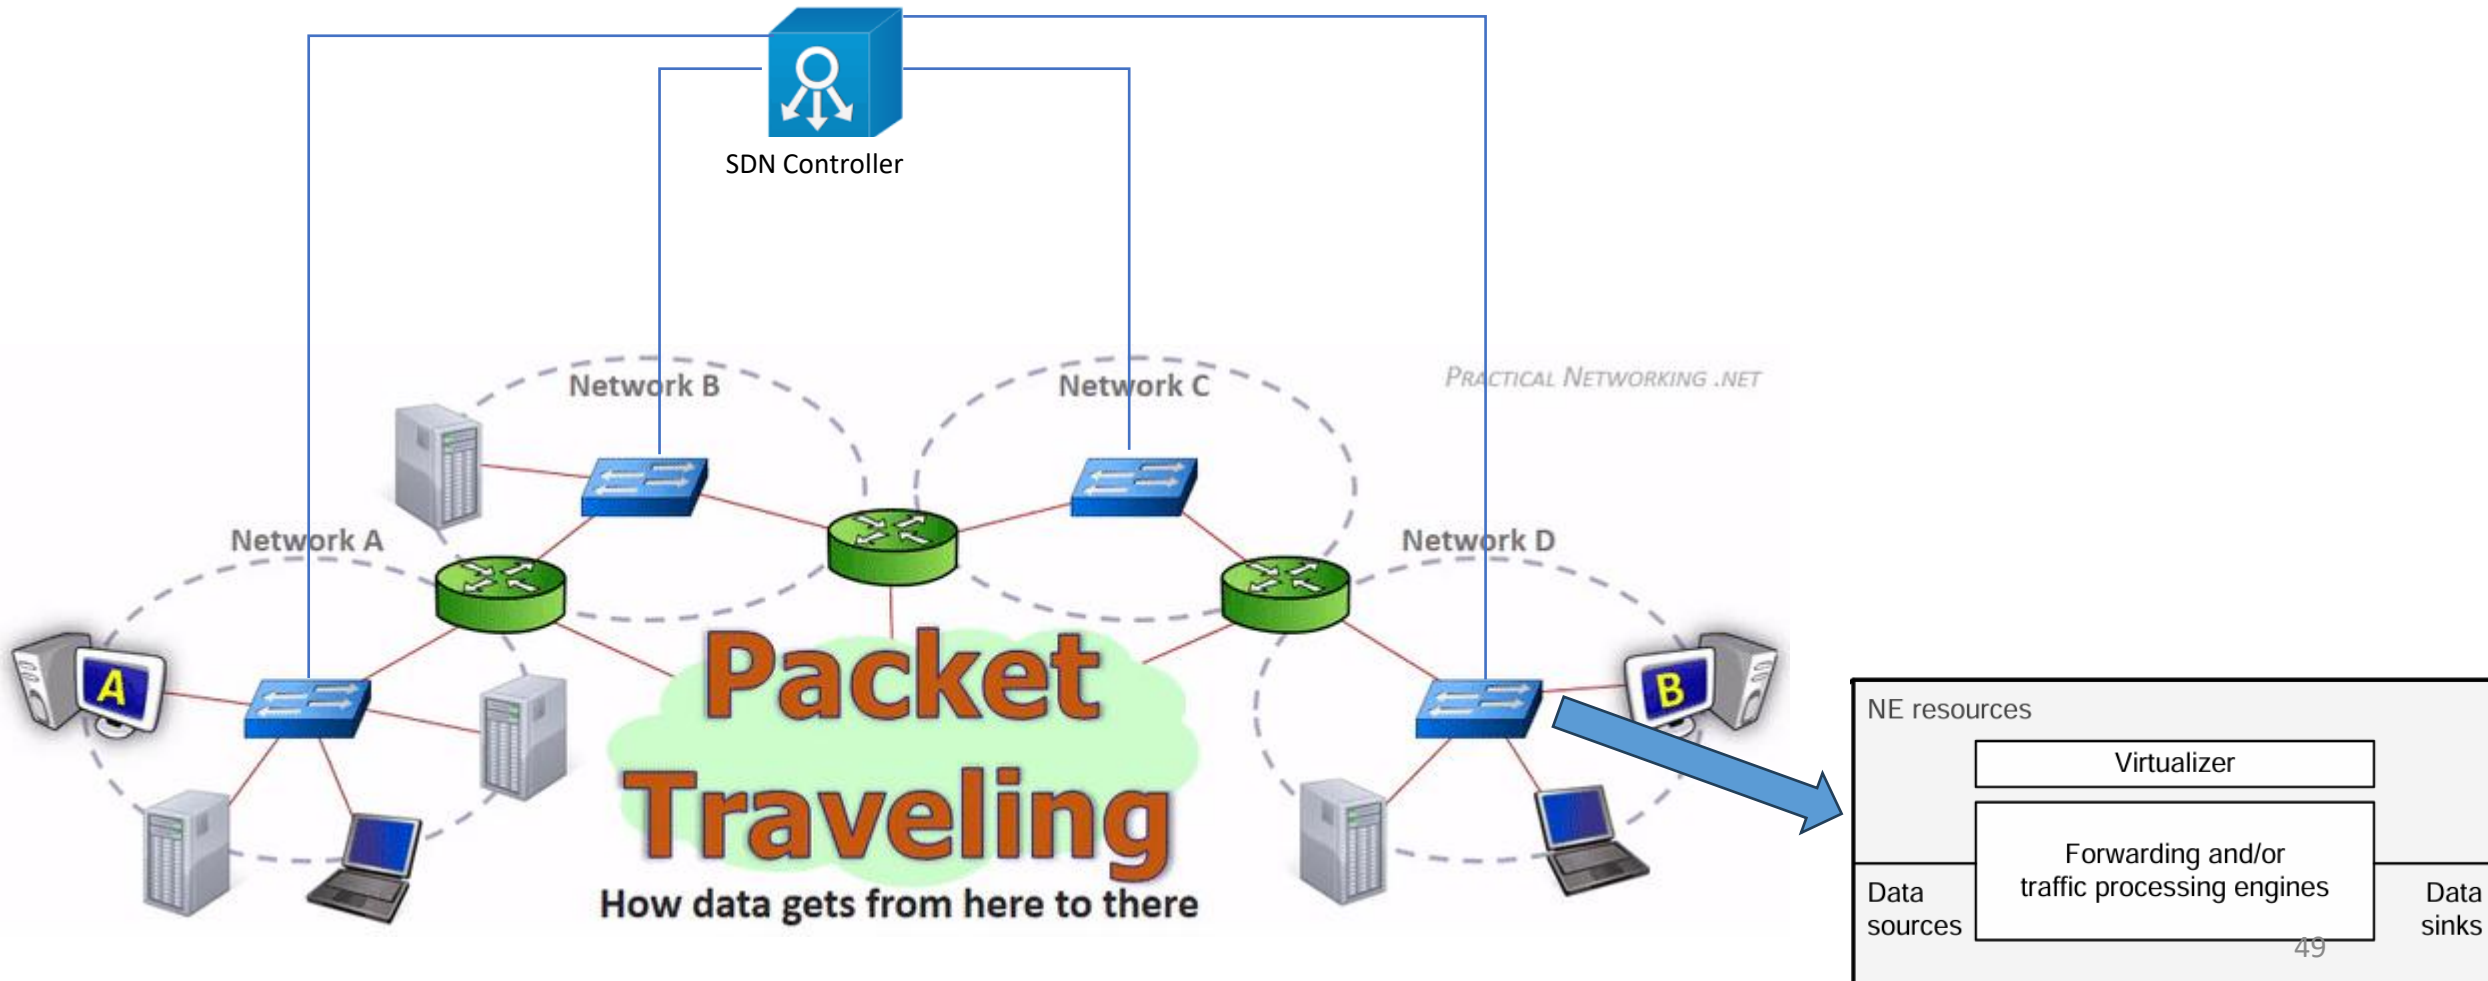 SDN Controller
Network B
Network C
PRACTICAL NETWORKING .NET
Network A
Network D
A
B
Packet
Traveling
How data gets from here to there
NE resources
Virtualizer
Forwarding and/or
traffic processing engines
Data
sources
Data
sinks
49